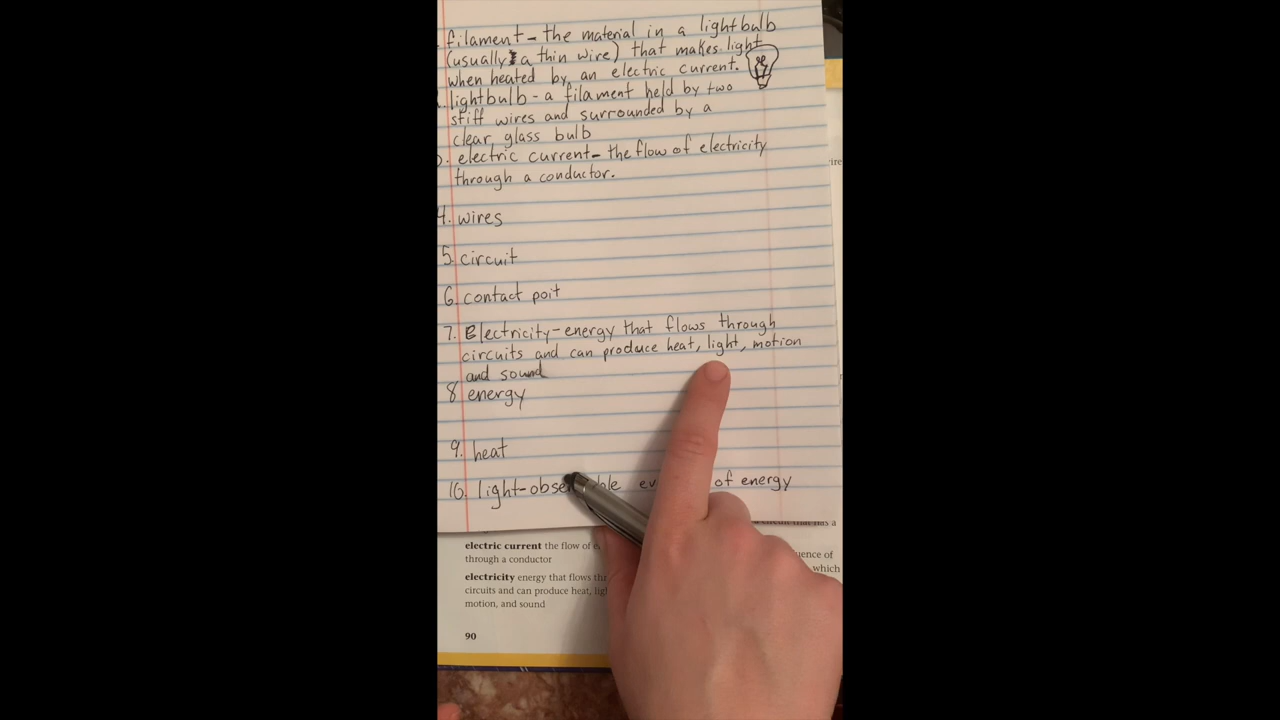 filament - the material in a lightbulb
(usually a thin wire) that makes light
when heated by an electric current.
lightbulb - a filament held by two
stiff wires and surrounded by a
clear glass bulb
electric current - the flow of electricity
through a conductor.
4. wires
5. circuit
6. contact poit
7. Electricity - energy that flows through
circuits and can produce heat, light, motion
and sound
8 energy
9. heat
10. light - of energy
electric current the flow of
through a conductor
electricity energy that flows
circuits and can produce heat,
motion, and sound
which
90